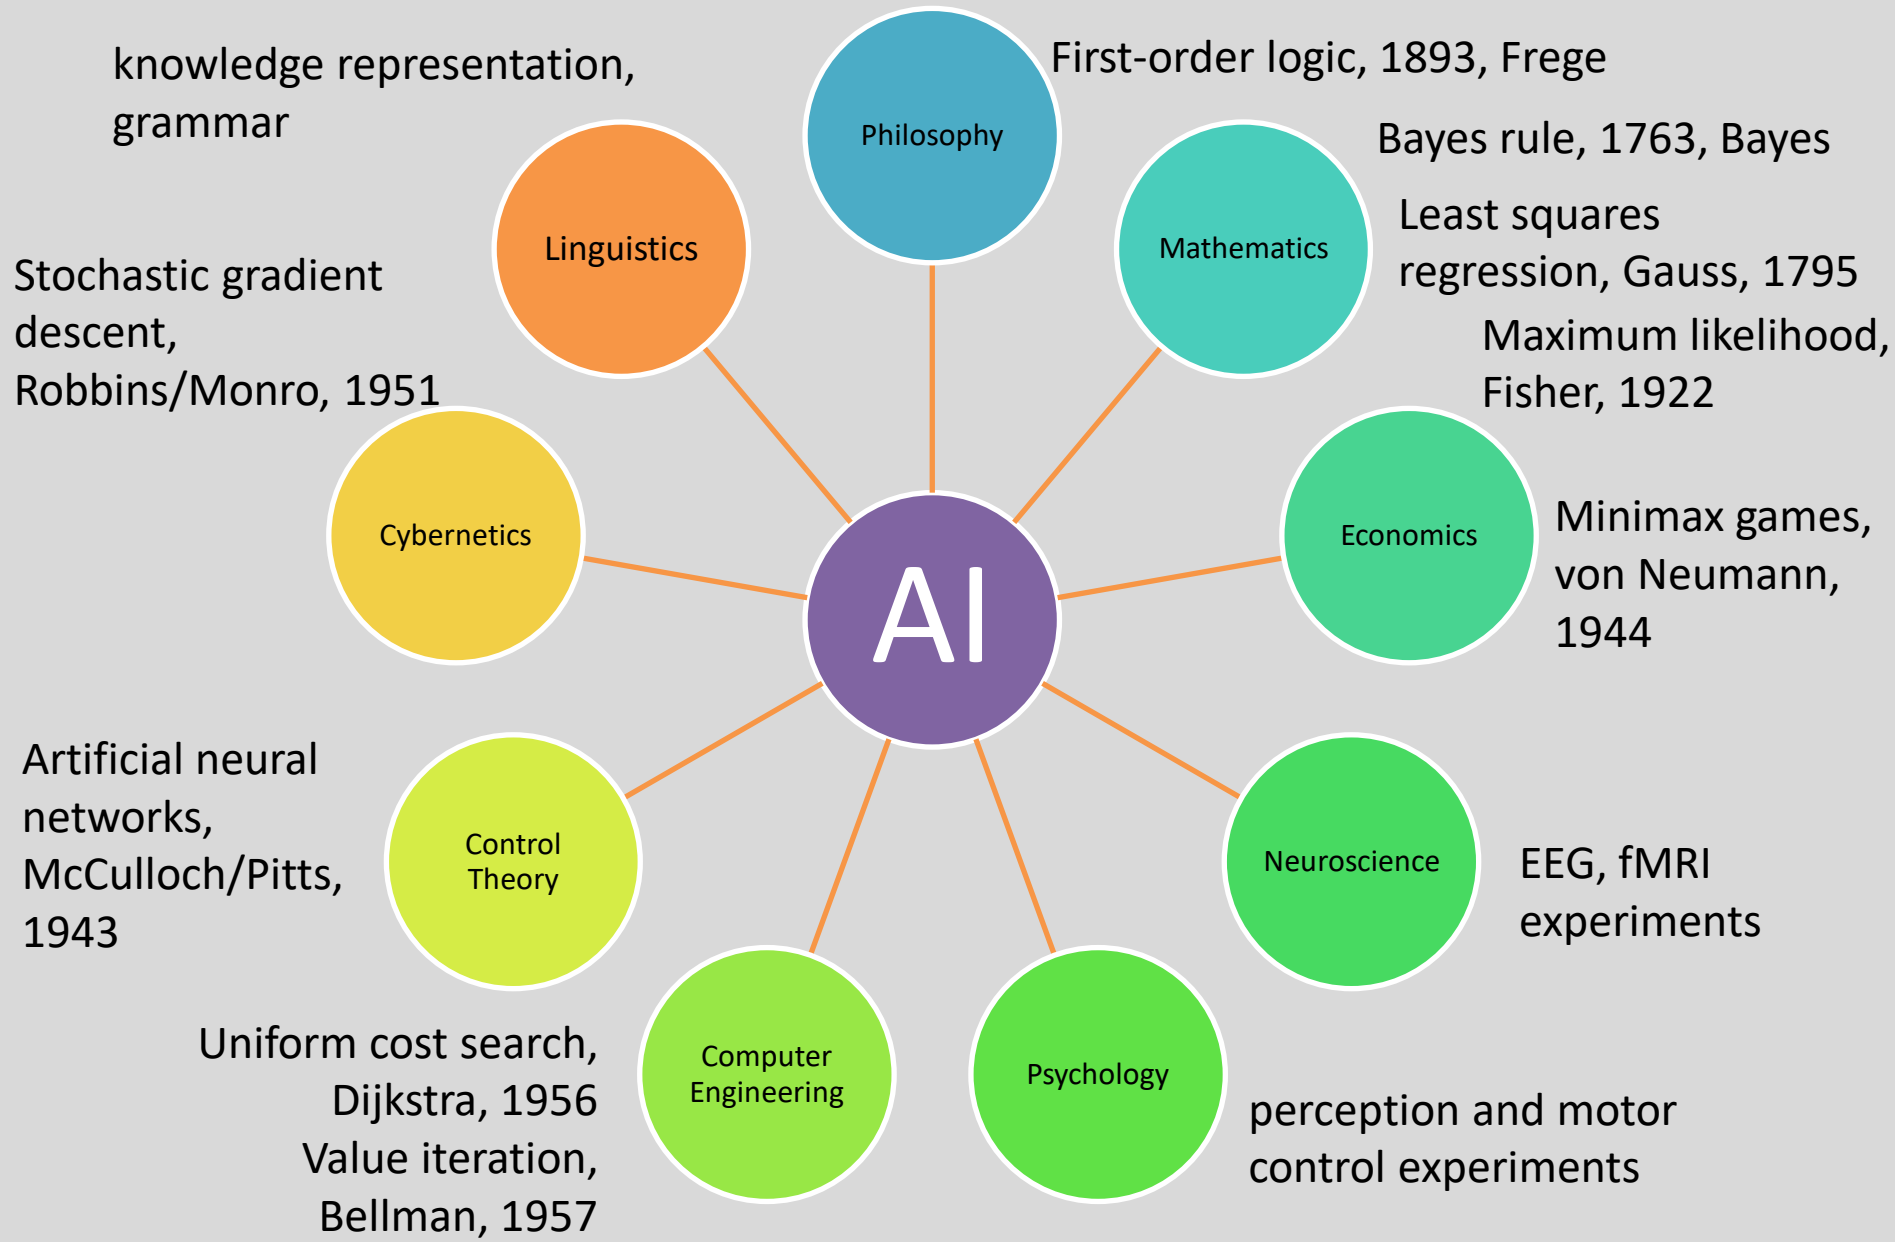 knowledge representation,
grammar
Philosophy
First-order logic, 1893, Frege
Linguistics
Mathematics
Bayes rule, 1763, Bayes
Least squares
regression, Gauss, 1795
Maximum likelihood,
Fisher, 1922
Stochastic gradient
descent,
Robbins/Monro, 1951
Cybernetics
AI
Economics
Minimax games,
von Neumann,
1944
Artificial neural
networks,
McCulloch/Pitts,
1943
Control
Theory
Neuroscience
EEG, fMRI
experiments
Uniform cost search,
Dijkstra, 1956
Value iteration,
Bellman, 1957
Computer
Engineering
Psychology
perception and motor
control experiments